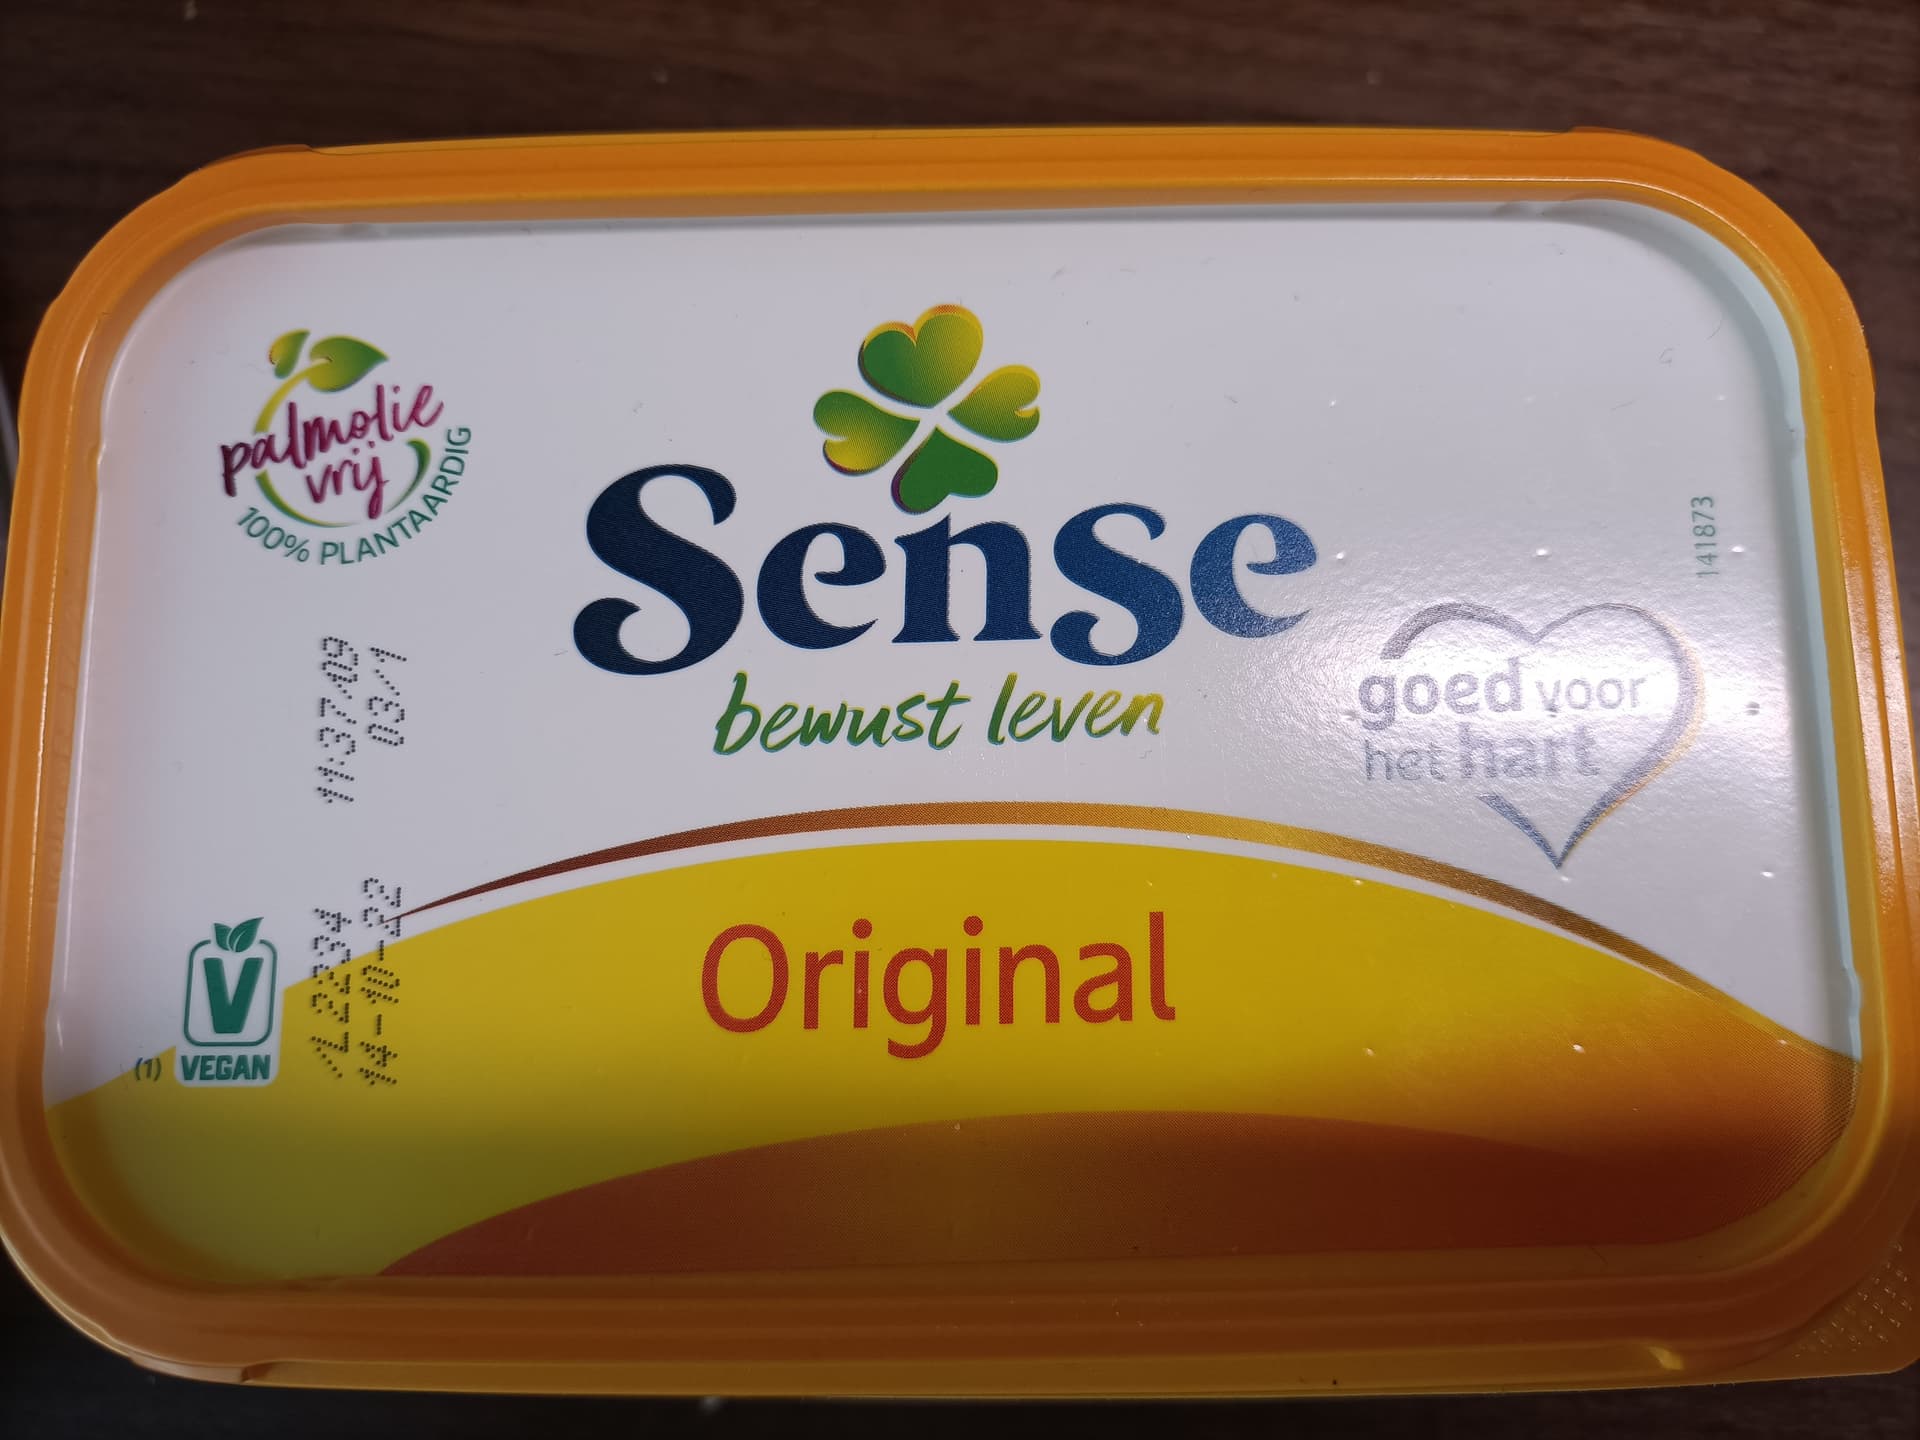 palmolie
vrij
100% PLANTAARDIG
Sense
bewust leven
goed voor
het hart
141873
11:37 09
03/1
14-10-22
Original
V
(1) VEGAN